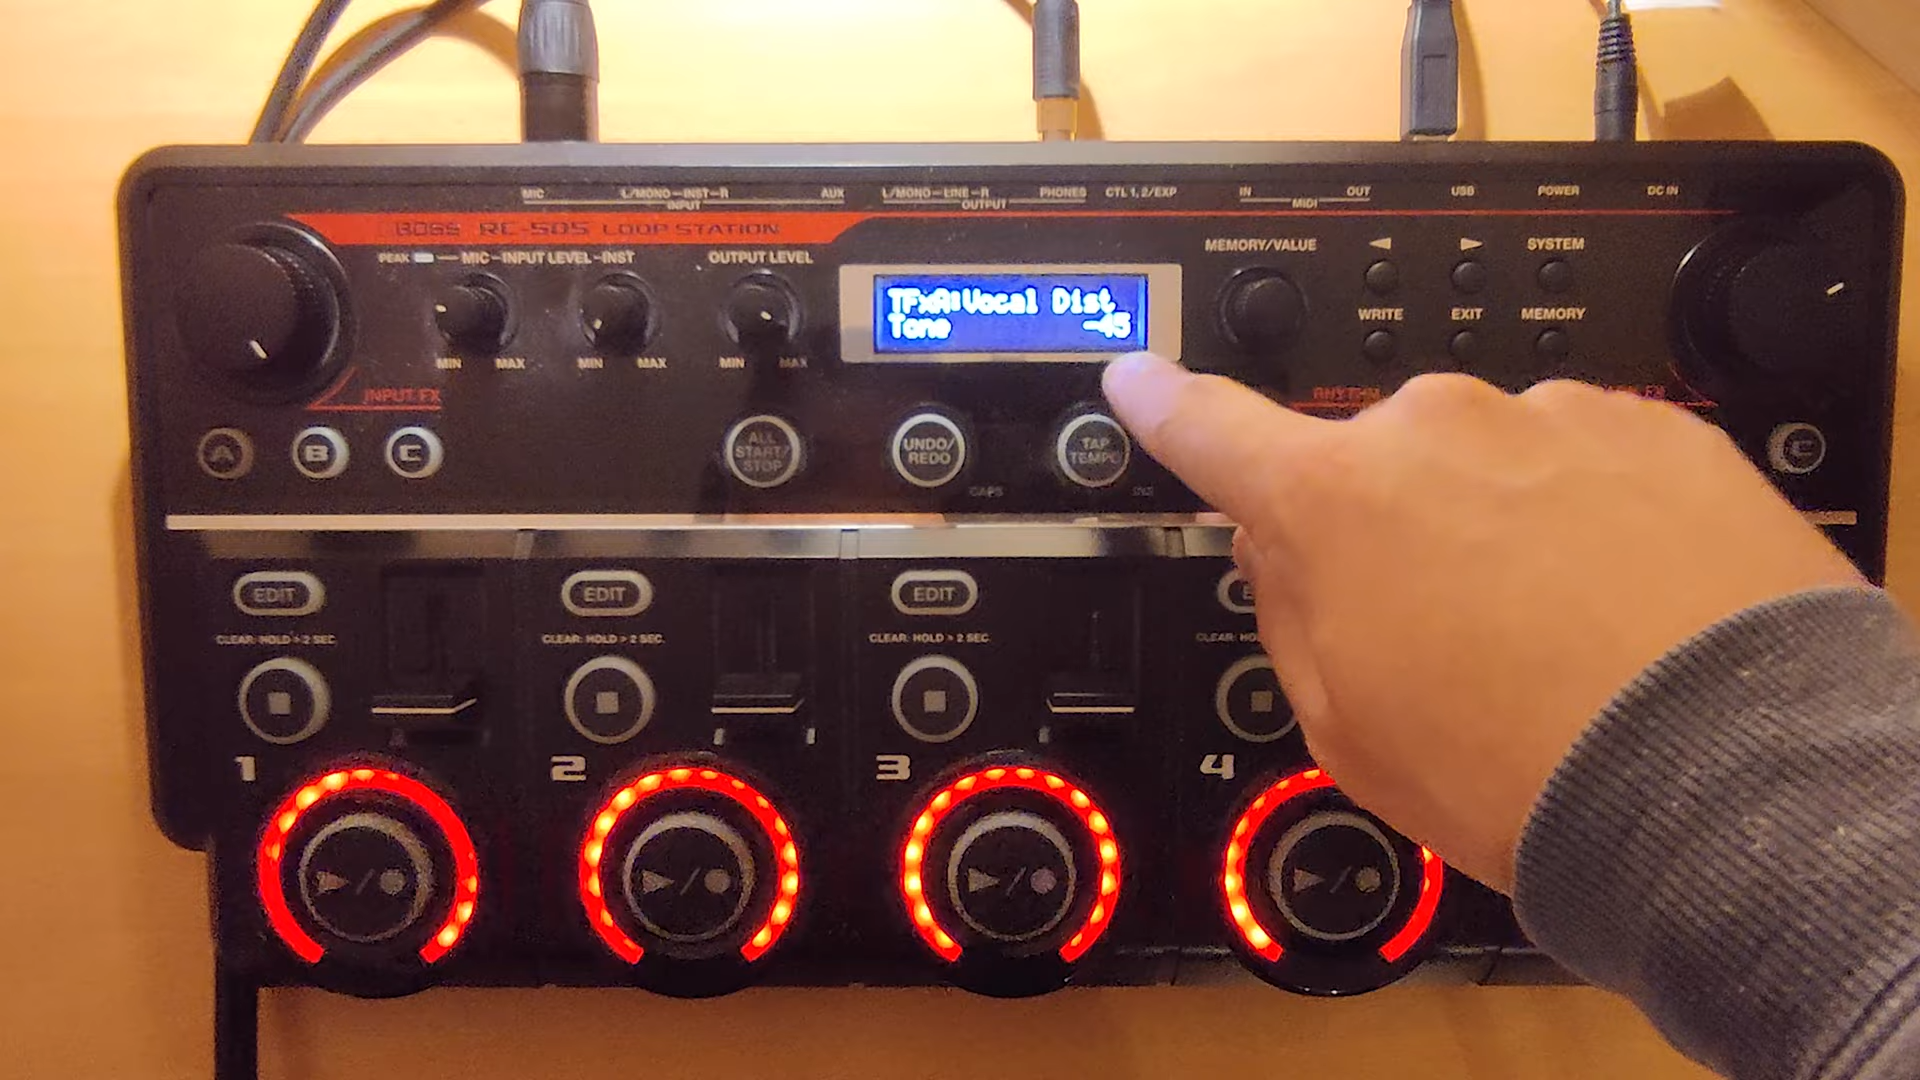 MIC L/MONO-INST-R AUX L/MONO-LINE-R PHONES CTL 1, 2/EXP IN OUT USB POWER DC IN
INPUT OUTPUT MIDI
BOSS RC-505 LOOP STATION
PEAK MIC-INPUT LEVEL-INST OUTPUT LEVEL MEMORY/VALUE SYSTEM
TFxA:Vocal Dist
Tone -45
WRITE EXIT MEMORY
MIN MAX MIN MAX MIN MAX
INPUT FX
A B C
ALL START/STOP
UNDO/REDO
TAP TEMPO
C
EDIT EDIT EDIT
CLEAR: HOLD > 2 SEC CLEAR: HOLD > 2 SEC CLEAR: HOLD > 2 SEC
1 2 3 4